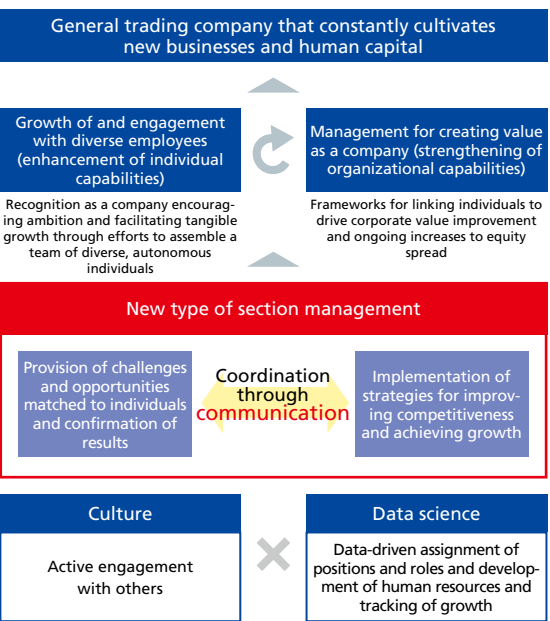 General trading company that constantly cultivates
new businesses and human capital
Growth of and engagement
with diverse employees
(enhancement of individual
capabilities)
Recognition as a company encourag-
ing ambition and facilitating tangible
growth through efforts to assemble a
team of diverse, autonomous
individuals
Management for creating value
as a company (strengthening of
organizational capabilities)
Frameworks for linking individuals to
drive corporate value improvement
and ongoing increases to equity
spread
New type of section management
Provision of challenges
and opportunities
matched to individuals
and confirmation of
results
Coordination
through
communication
Implementation of
strategies for improv-
ing competitiveness
and achieving growth
Culture
Active engagement
with others
Data science
Data-driven assignment of
positions and roles and develop-
ment of human resources and
tracking of growth